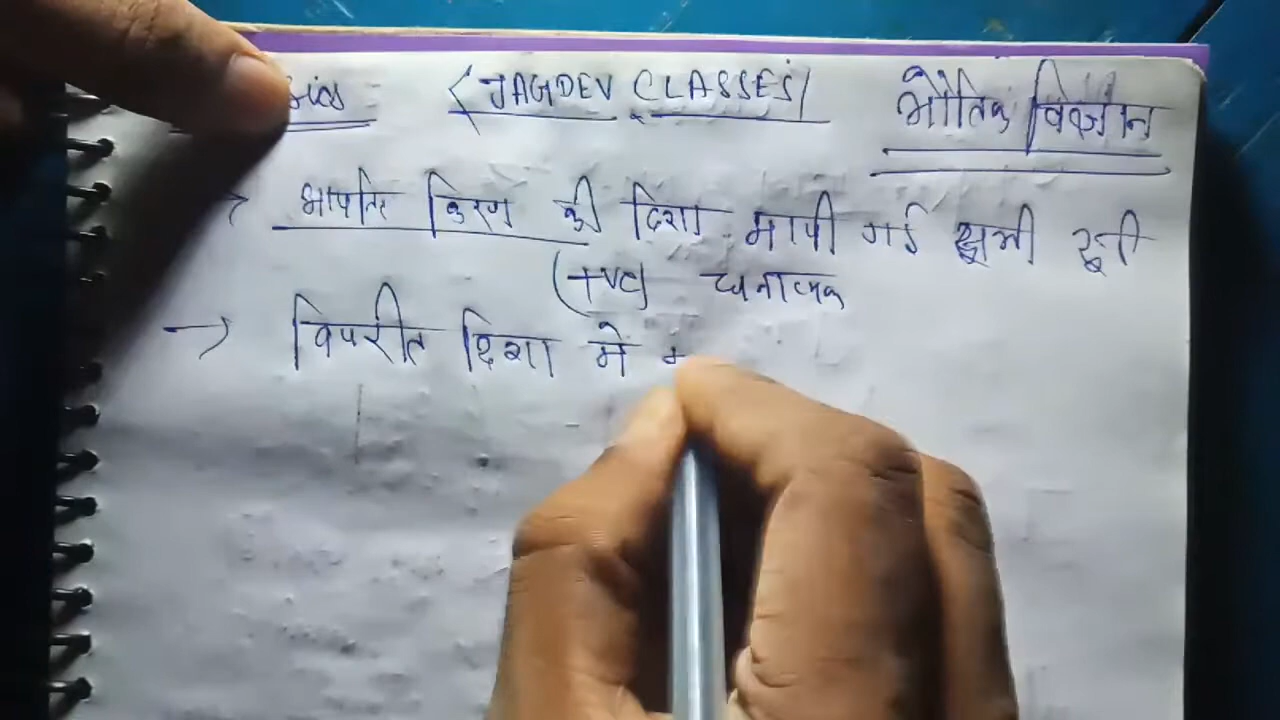 JAGDEV CLASSES भौतिक विज्ञान
→ आपतित किरण की दिशा मापी गई सभी दूरी
(+ve) धनात्मक
→ विपरीत दिशा में